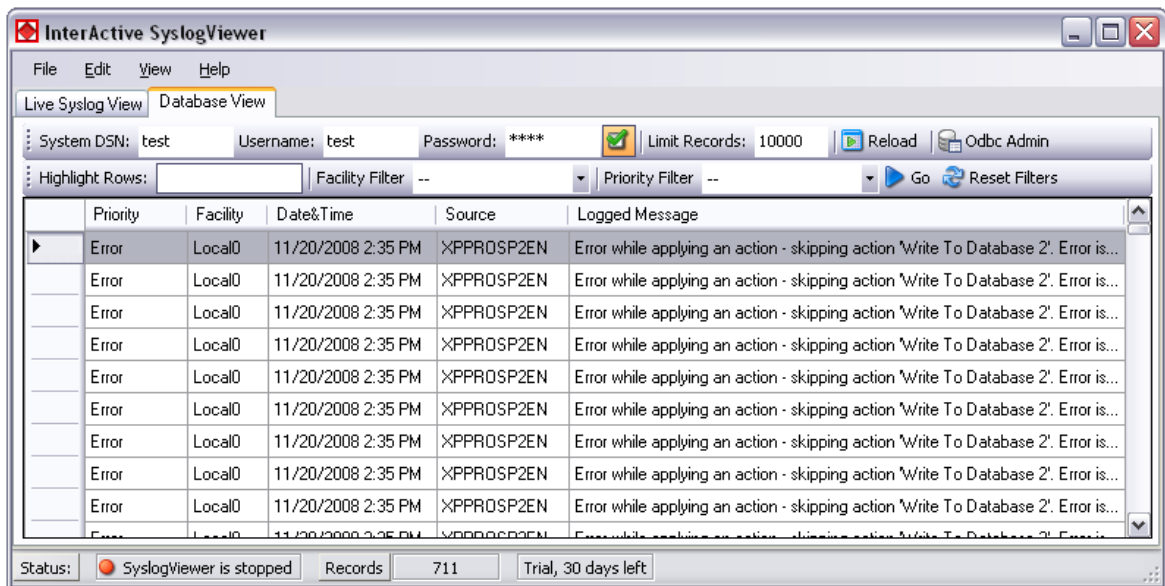 InterActive SyslogViewer
File Edit View Help
Live Syslog View Database View
System DSN: test Username: test Password: **** Limit Records: 10000 Reload Odbc Admin
Highlight Rows: Facility Filter -- Priority Filter -- Go Reset Filters
Priority Facility Date&Time Source Logged Message
Error Local0 11/20/2008 2:35 PM XPPROSP2EN Error while applying an action - skipping action 'Write To Database 2'. Error is...
Error Local0 11/20/2008 2:35 PM XPPROSP2EN Error while applying an action - skipping action 'Write To Database 2'. Error is...
Error Local0 11/20/2008 2:35 PM XPPROSP2EN Error while applying an action - skipping action 'Write To Database 2'. Error is...
Error Local0 11/20/2008 2:35 PM XPPROSP2EN Error while applying an action - skipping action 'Write To Database 2'. Error is...
Error Local0 11/20/2008 2:35 PM XPPROSP2EN Error while applying an action - skipping action 'Write To Database 2'. Error is...
Error Local0 11/20/2008 2:35 PM XPPROSP2EN Error while applying an action - skipping action 'Write To Database 2'. Error is...
Error Local0 11/20/2008 2:35 PM XPPROSP2EN Error while applying an action - skipping action 'Write To Database 2'. Error is...
Error Local0 11/20/2008 2:35 PM XPPROSP2EN Error while applying an action - skipping action 'Write To Database 2'. Error is...
Error Local0 11/20/2008 2:35 PM XPPROSP2EN Error while applying an action - skipping action 'Write To Database 2'. Error is...
Status: SyslogViewer is stopped Records 711 Trial, 30 days left